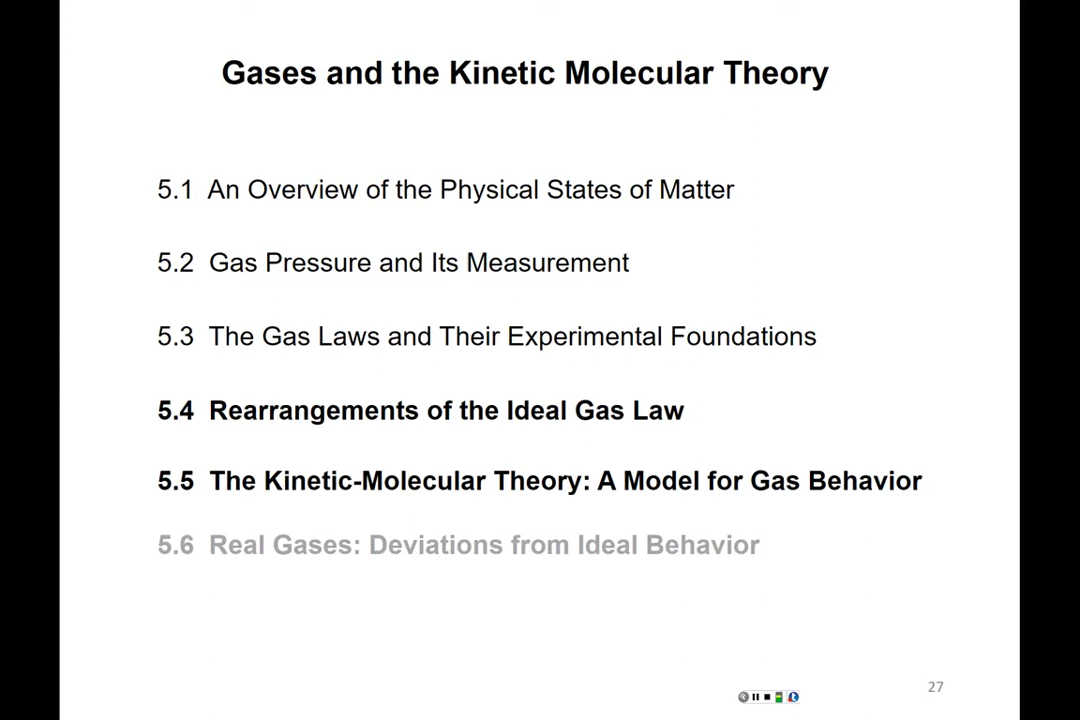 Gases and the Kinetic Molecular Theory
5.1 An Overview of the Physical States of Matter
5.2 Gas Pressure and Its Measurement
5.3 The Gas Laws and Their Experimental Foundations
5.4 Rearrangements of the Ideal Gas Law
5.5 The Kinetic-Molecular Theory: A Model for Gas Behavior
5.6 Real Gases: Deviations from Ideal Behavior
27